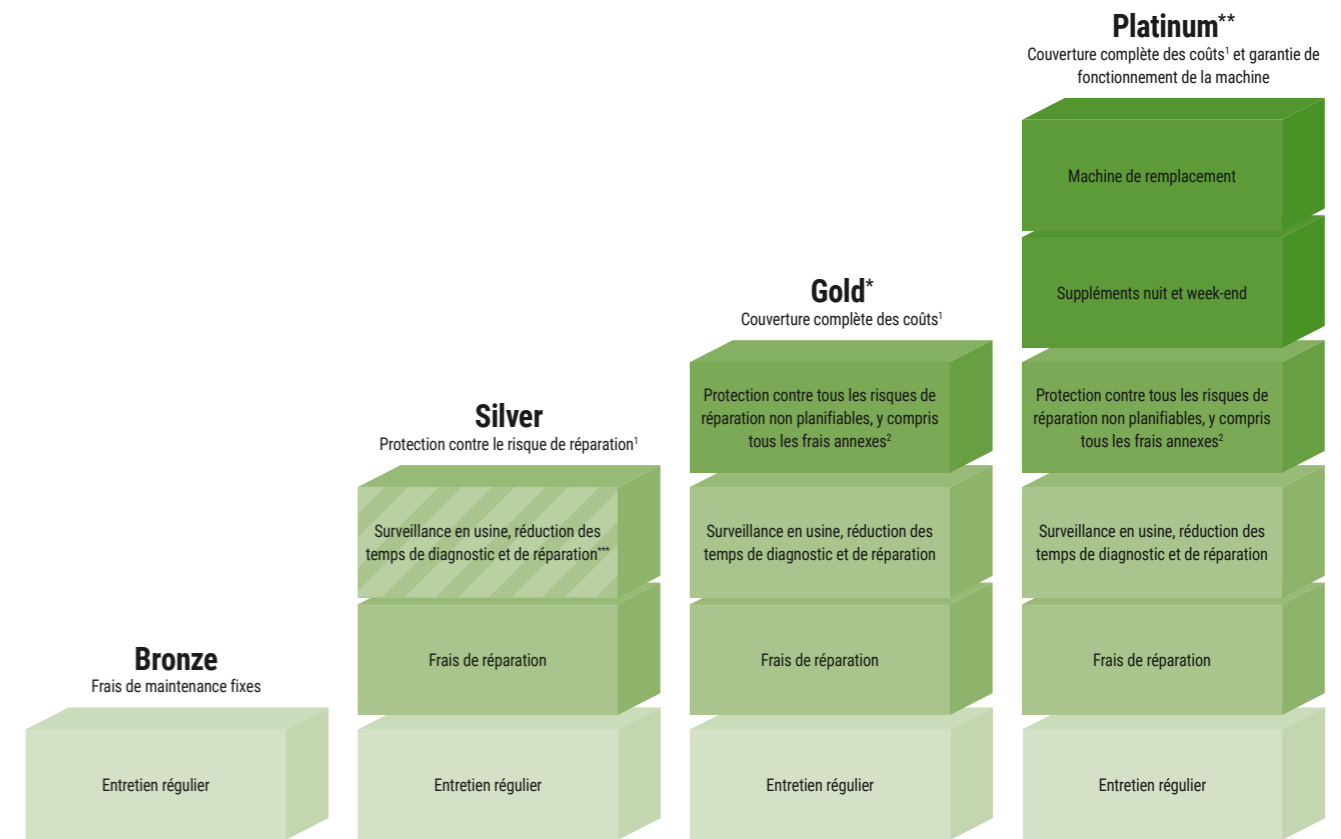 Platinum**
Couverture complète des coûts¹ et garantie de
fonctionnement de la machine
Machine de remplacement
Suppléments nuit et week-end
Protection contre tous les risques de
réparation non planifiables, y compris
tous les frais annexes²
Surveillance en usine, réduction des
temps de diagnostic et de réparation
Frais de réparation
Entretien régulier
Gold*
Couverture complète des coûts¹
Protection contre tous les risques de
réparation non planifiables, y compris
tous les frais annexes²
Surveillance en usine, réduction des
temps de diagnostic et de réparation
Frais de réparation
Entretien régulier
Silver
Protection contre le risque de réparation¹
Surveillance en usine, réduction des
temps de diagnostic et de réparation***
Frais de réparation
Entretien régulier
Bronze
Frais de maintenance fixes
Entretien régulier